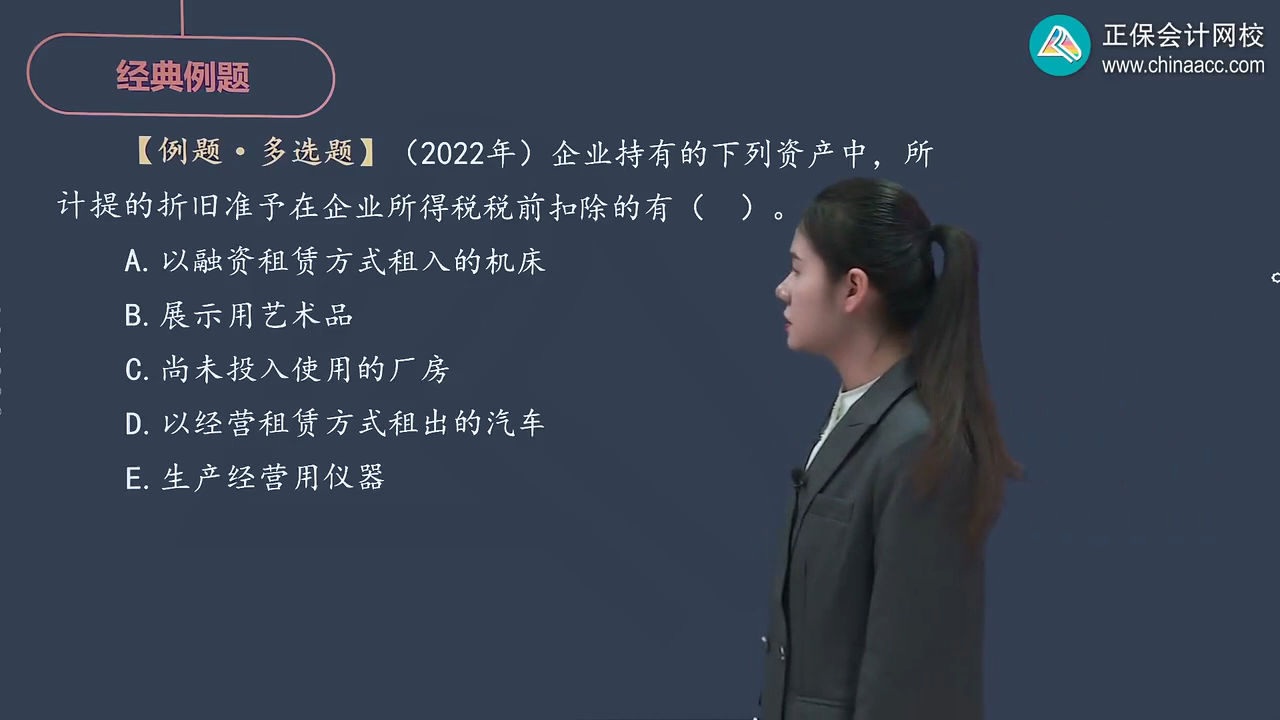 经典例题
正保会计网校
www.chinaacc.com
【例题·多选题】（2022年）企业持有的下列资产中，所
计提的折旧准予在企业所得税税前扣除的有（ ）。
A. 以融资租赁方式租入的机床
B. 展示用艺术品
C. 尚未投入使用的厂房
D. 以经营租赁方式租出的汽车
E. 生产经营用仪器